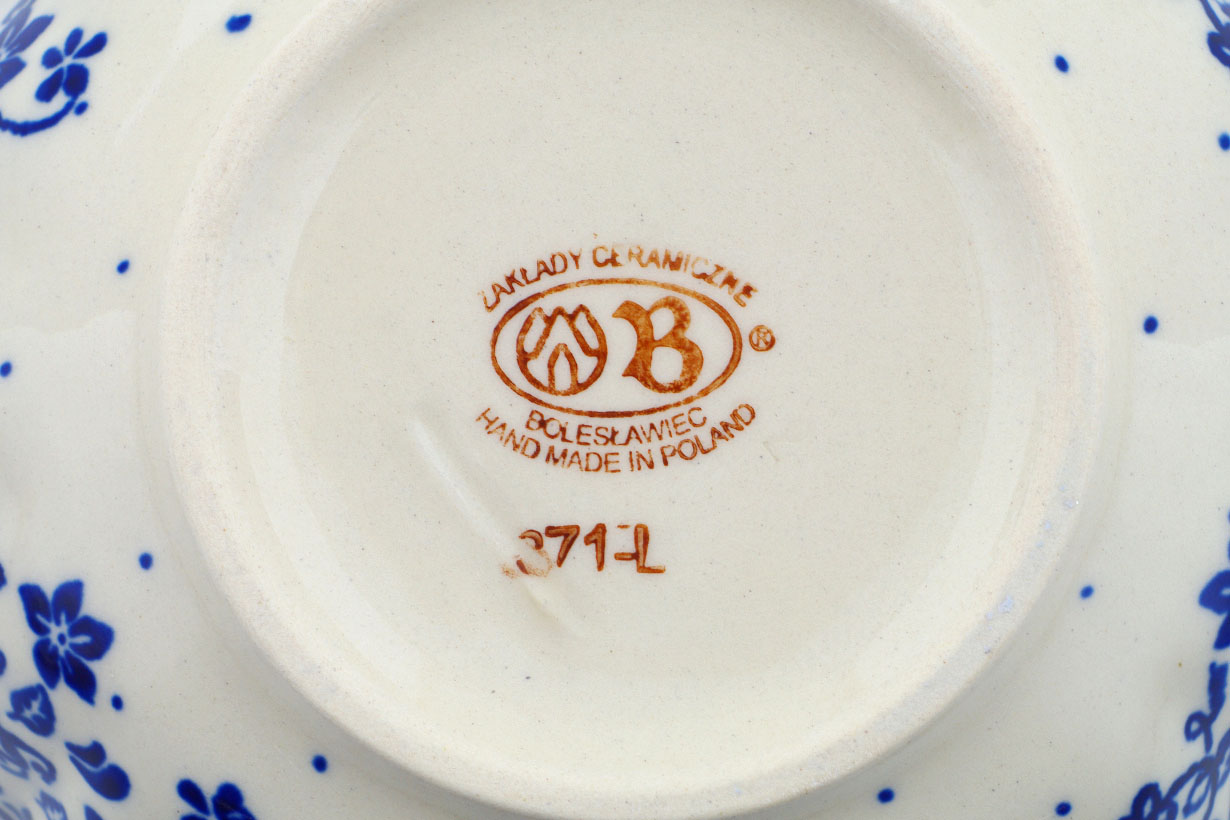 ZAKŁADY CERAMICZNE
B ®
BOLESŁAWIEC
HAND MADE IN POLAND